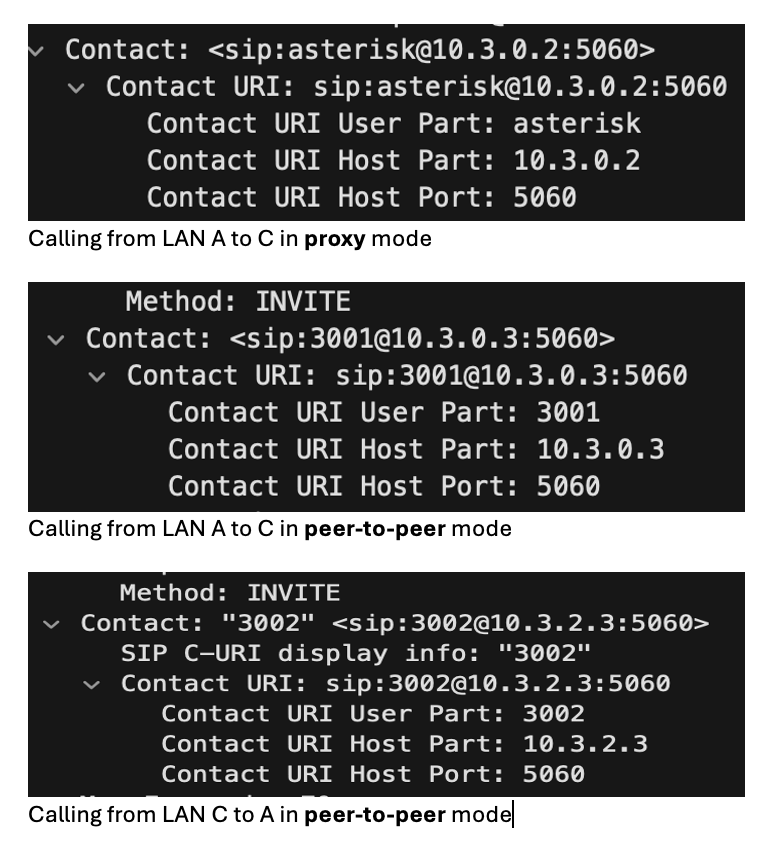 Contact: <sip:asterisk@10.3.0.2:5060>
Contact URI: sip:asterisk@10.3.0.2:5060
Contact URI User Part: asterisk
Contact URI Host Part: 10.3.0.2
Contact URI Host Port: 5060
Calling from LAN A to C in proxy mode
Method: INVITE
Contact: <sip:3001@10.3.0.3:5060>
Contact URI: sip:3001@10.3.0.3:5060
Contact URI User Part: 3001
Contact URI Host Part: 10.3.0.3
Contact URI Host Port: 5060
Calling from LAN A to C in peer-to-peer mode
Method: INVITE
Contact: "3002" <sip:3002@10.3.2.3:5060>
SIP C-URI display info: "3002"
Contact URI: sip:3002@10.3.2.3:5060
Contact URI User Part: 3002
Contact URI Host Part: 10.3.2.3
Contact URI Host Port: 5060
Calling from LAN C to A in peer-to-peer mode